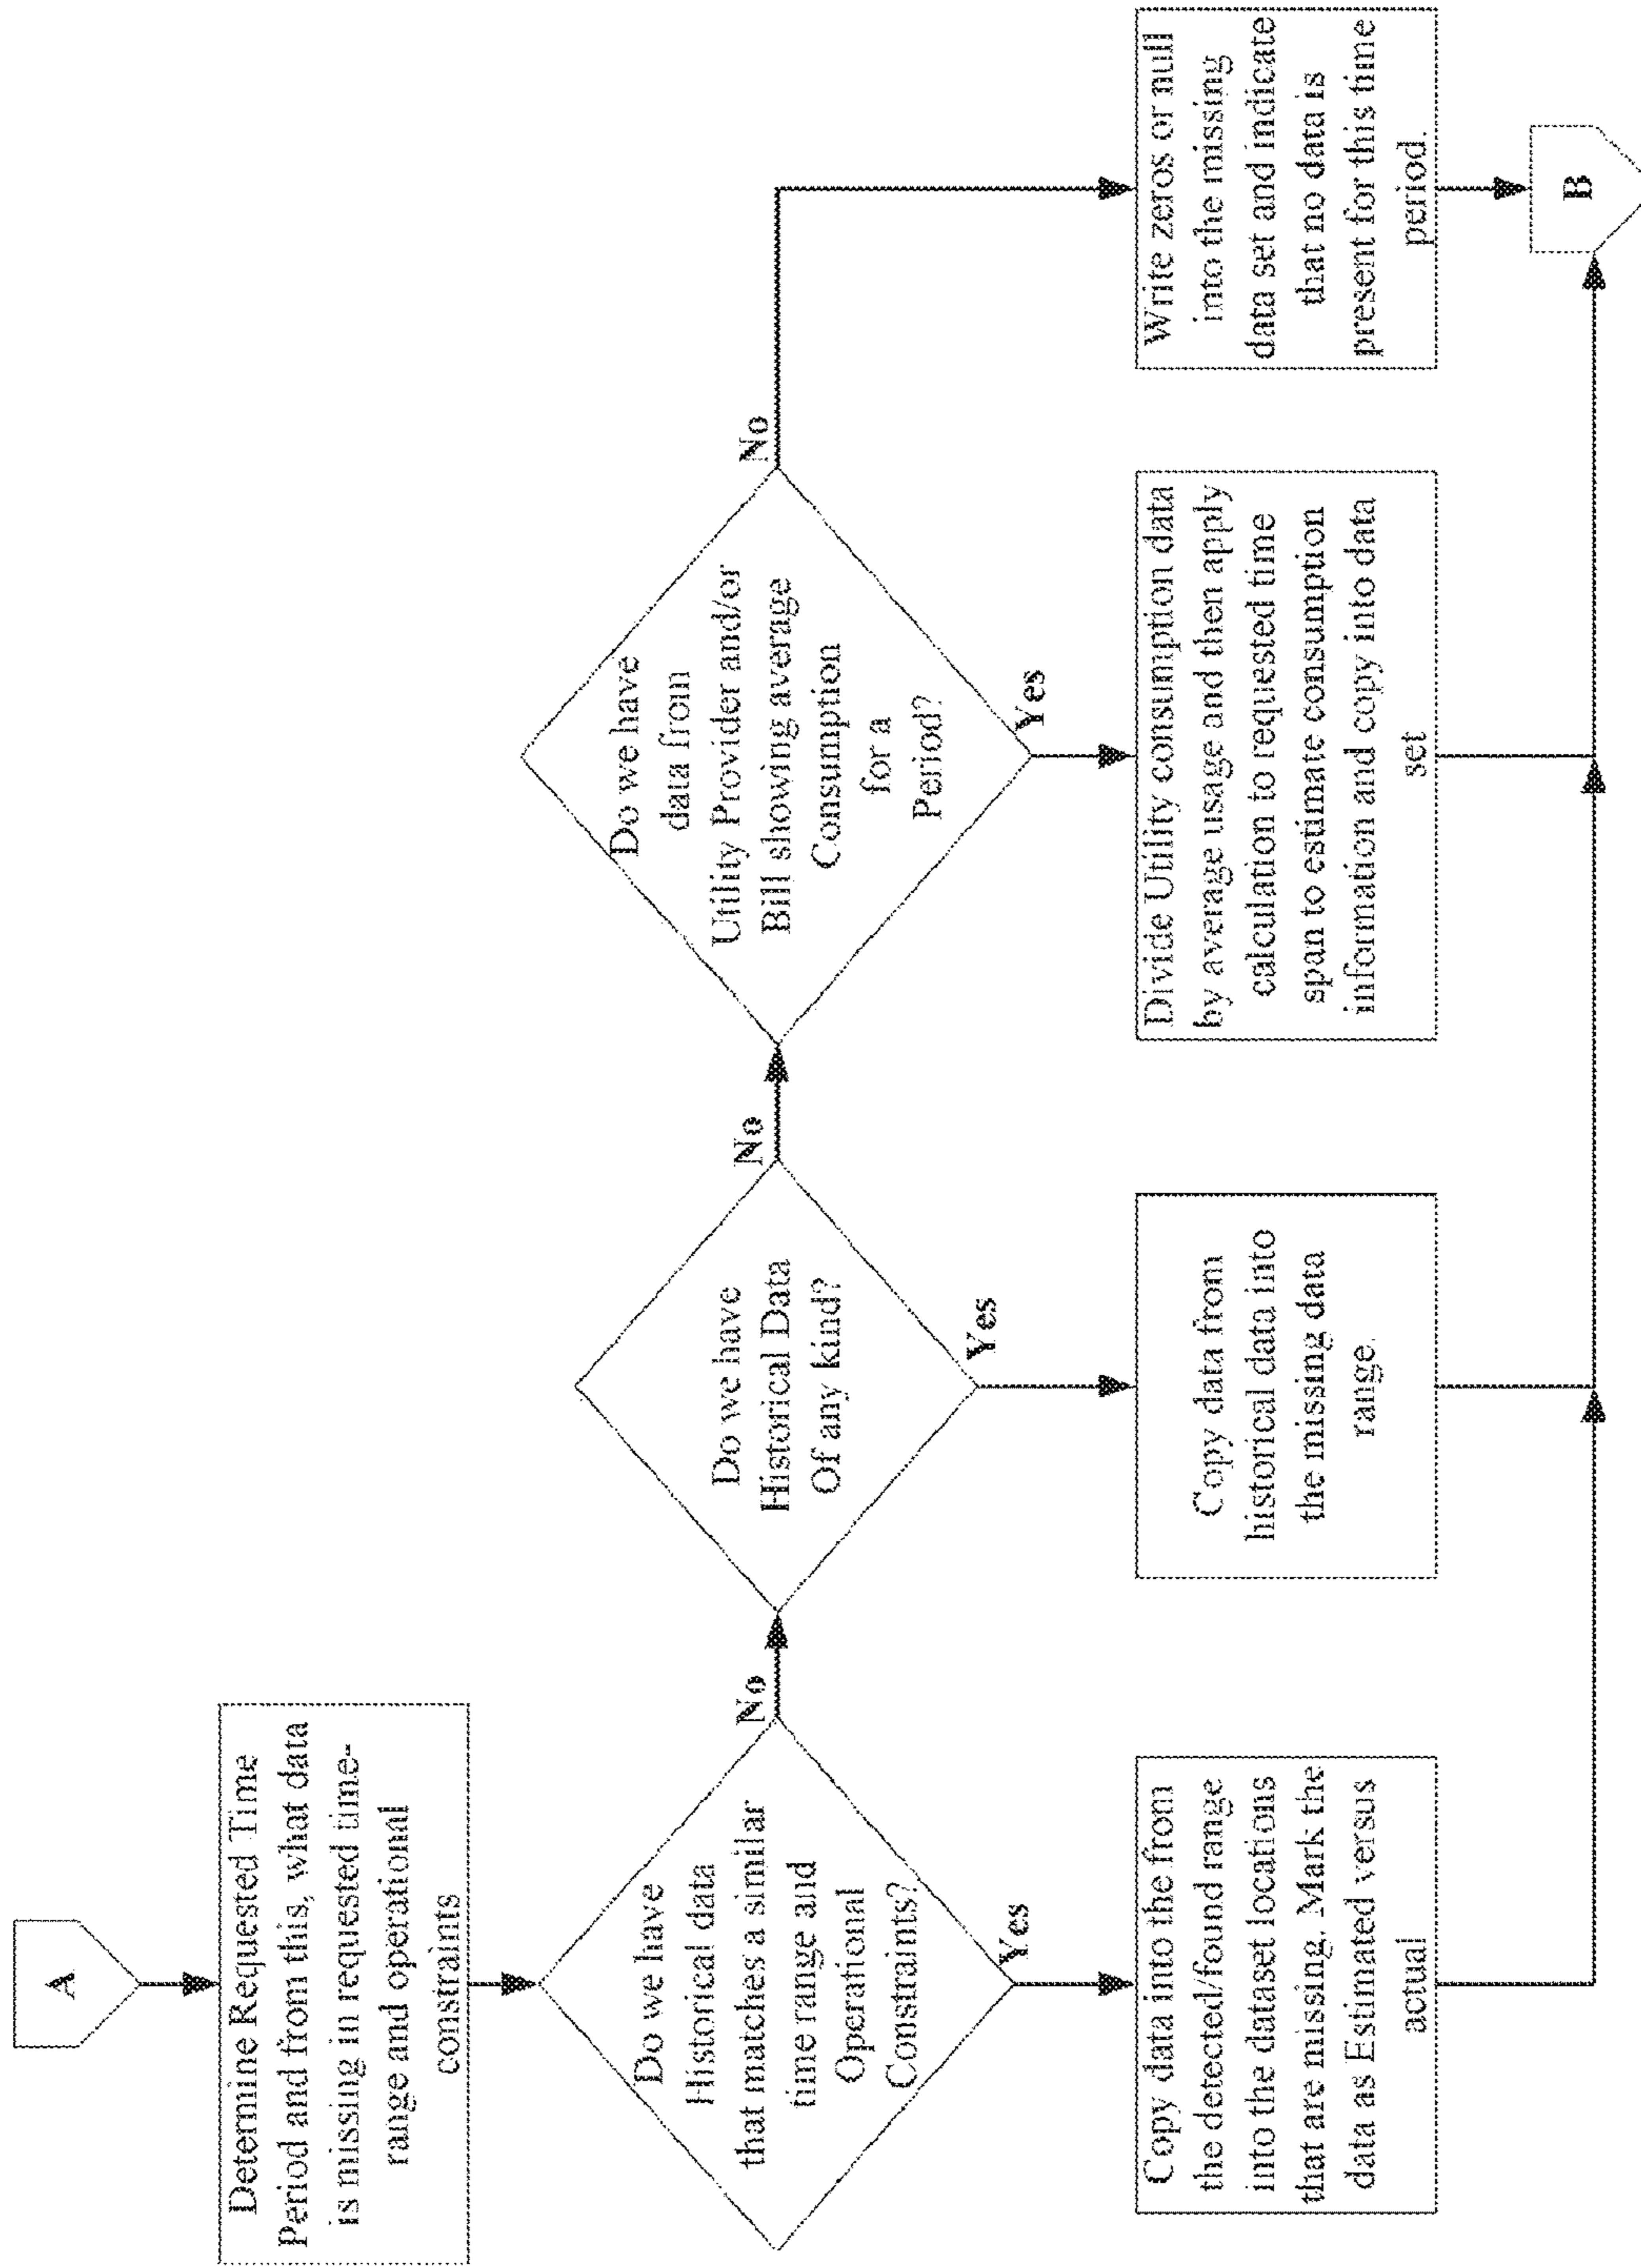 A
Determine Requested Time
Period and from this, what data
is missing in requested time-
range and operational
constraints
Do we have
Historical data
that matches a similar
time range and
Operational
Constraints?
No
Yes
Copy data into the from
the detected/found range
into the dataset locations
that are missing. Mark the
data as Estimated versus
actual
Do we have
Historical Data
Of any kind?
No
Yes
Copy data from
historical data into
the missing data
range.
Do we have
data from
Utility Provider and/or
Bill showing average
Consumption
for a
Period?
No
Yes
Divide Utility consumption data
by average usage and then apply
calculation to requested time
span to estimate consumption
information and copy into data
set
Write zeros or null
into the missing
data set and indicate
that no data is
present for this time
period.
B